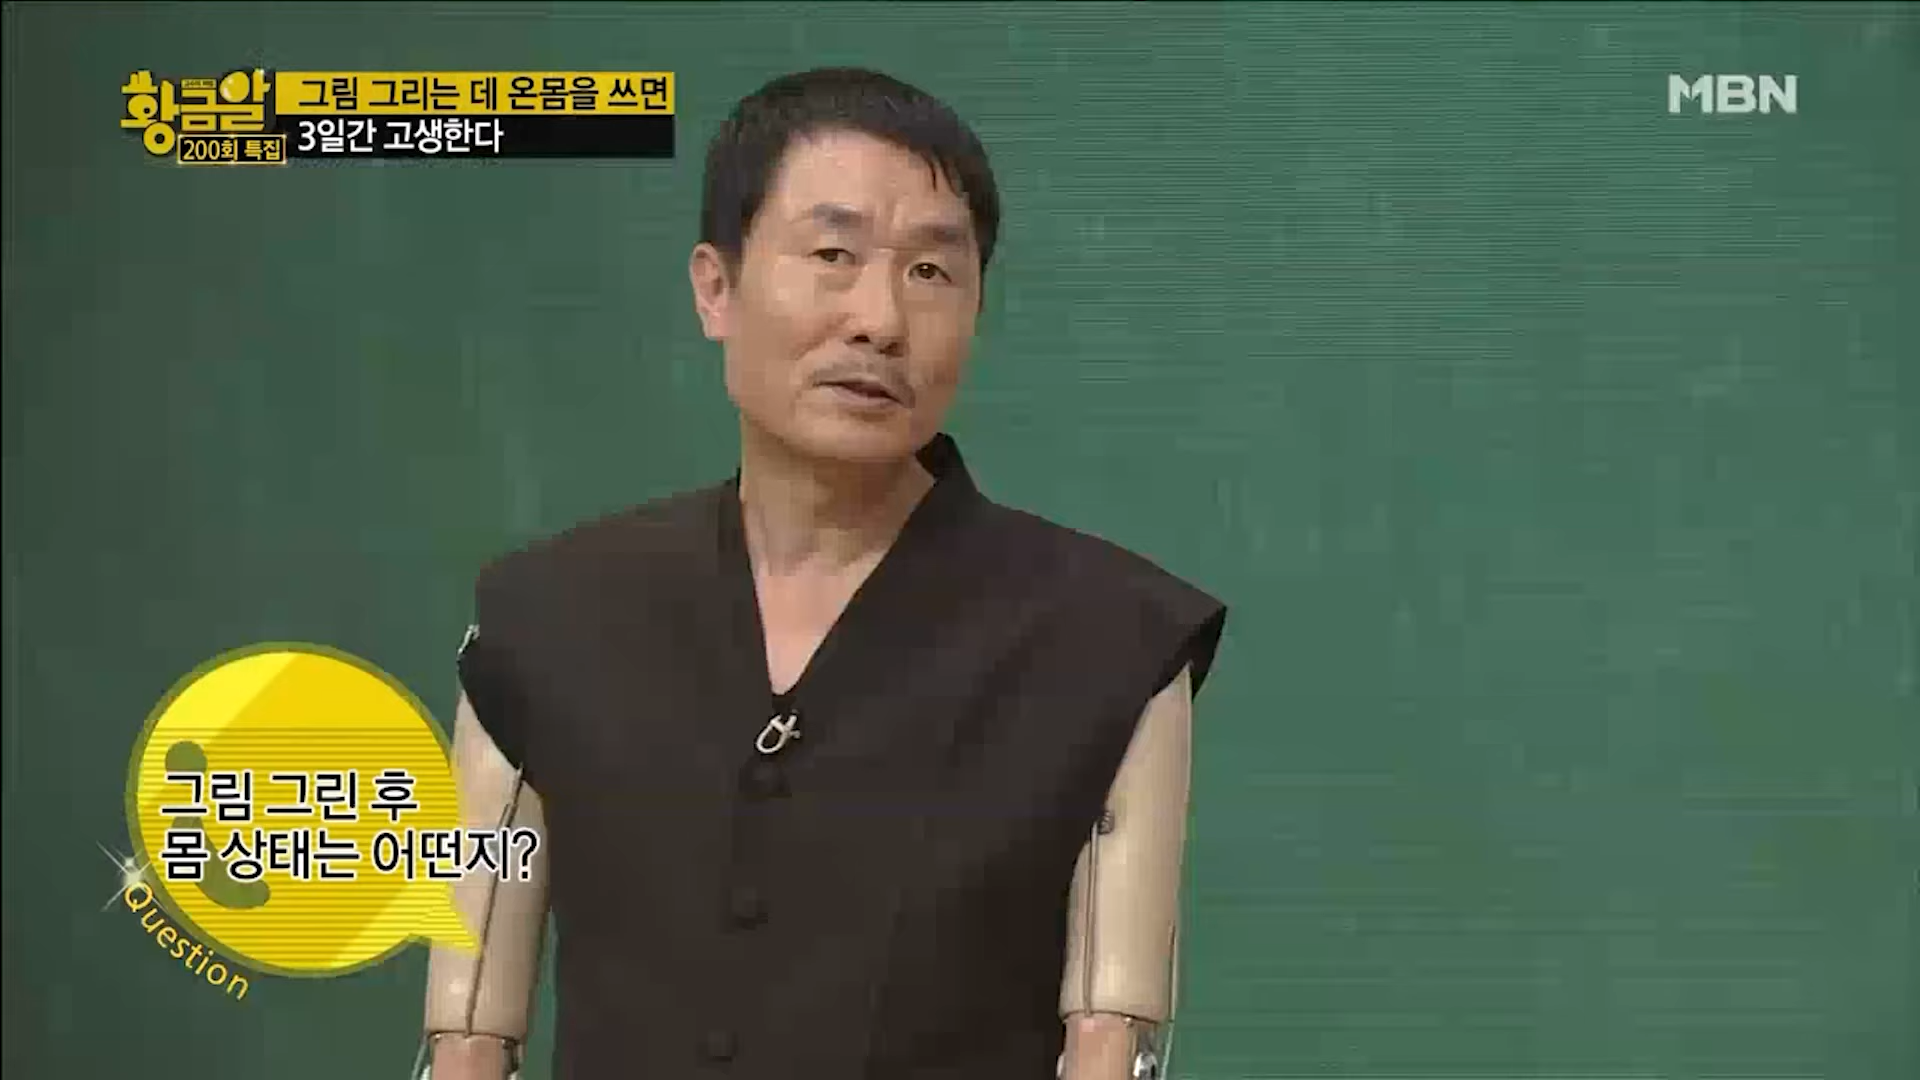 황금알
200회 특집
그림 그리는 데 온몸을 쓰면
3일간 고생한다
MBN
그림 그린 후
몸 상태는 어떤지?
Question